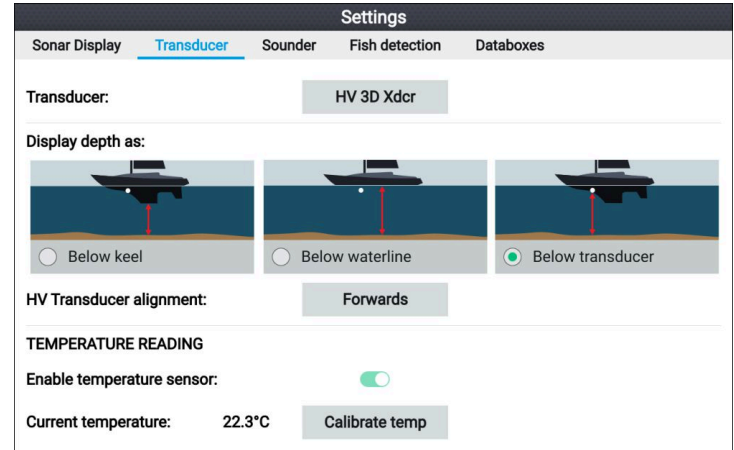 Settings
Sonar Display Transducer Sounder Fish detection Databoxes
Transducer: HV 3D Xdcr
Display depth as:
Below keel Below waterline Below transducer
HV Transducer alignment: Forwards
TEMPERATURE READING
Enable temperature sensor:
Current temperature: 22.3°C Calibrate temp